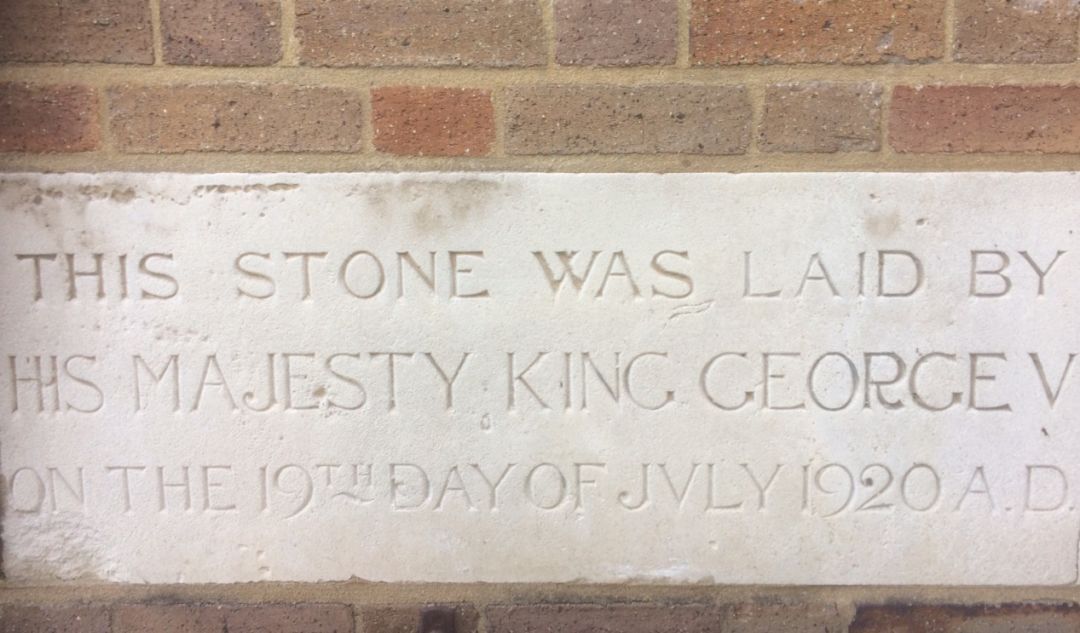 THIS STONE WAS LAID BY
HIS MAJESTY KING GEORGE V
ON THE 19TH DAY OF JVLY 1920 A.D.